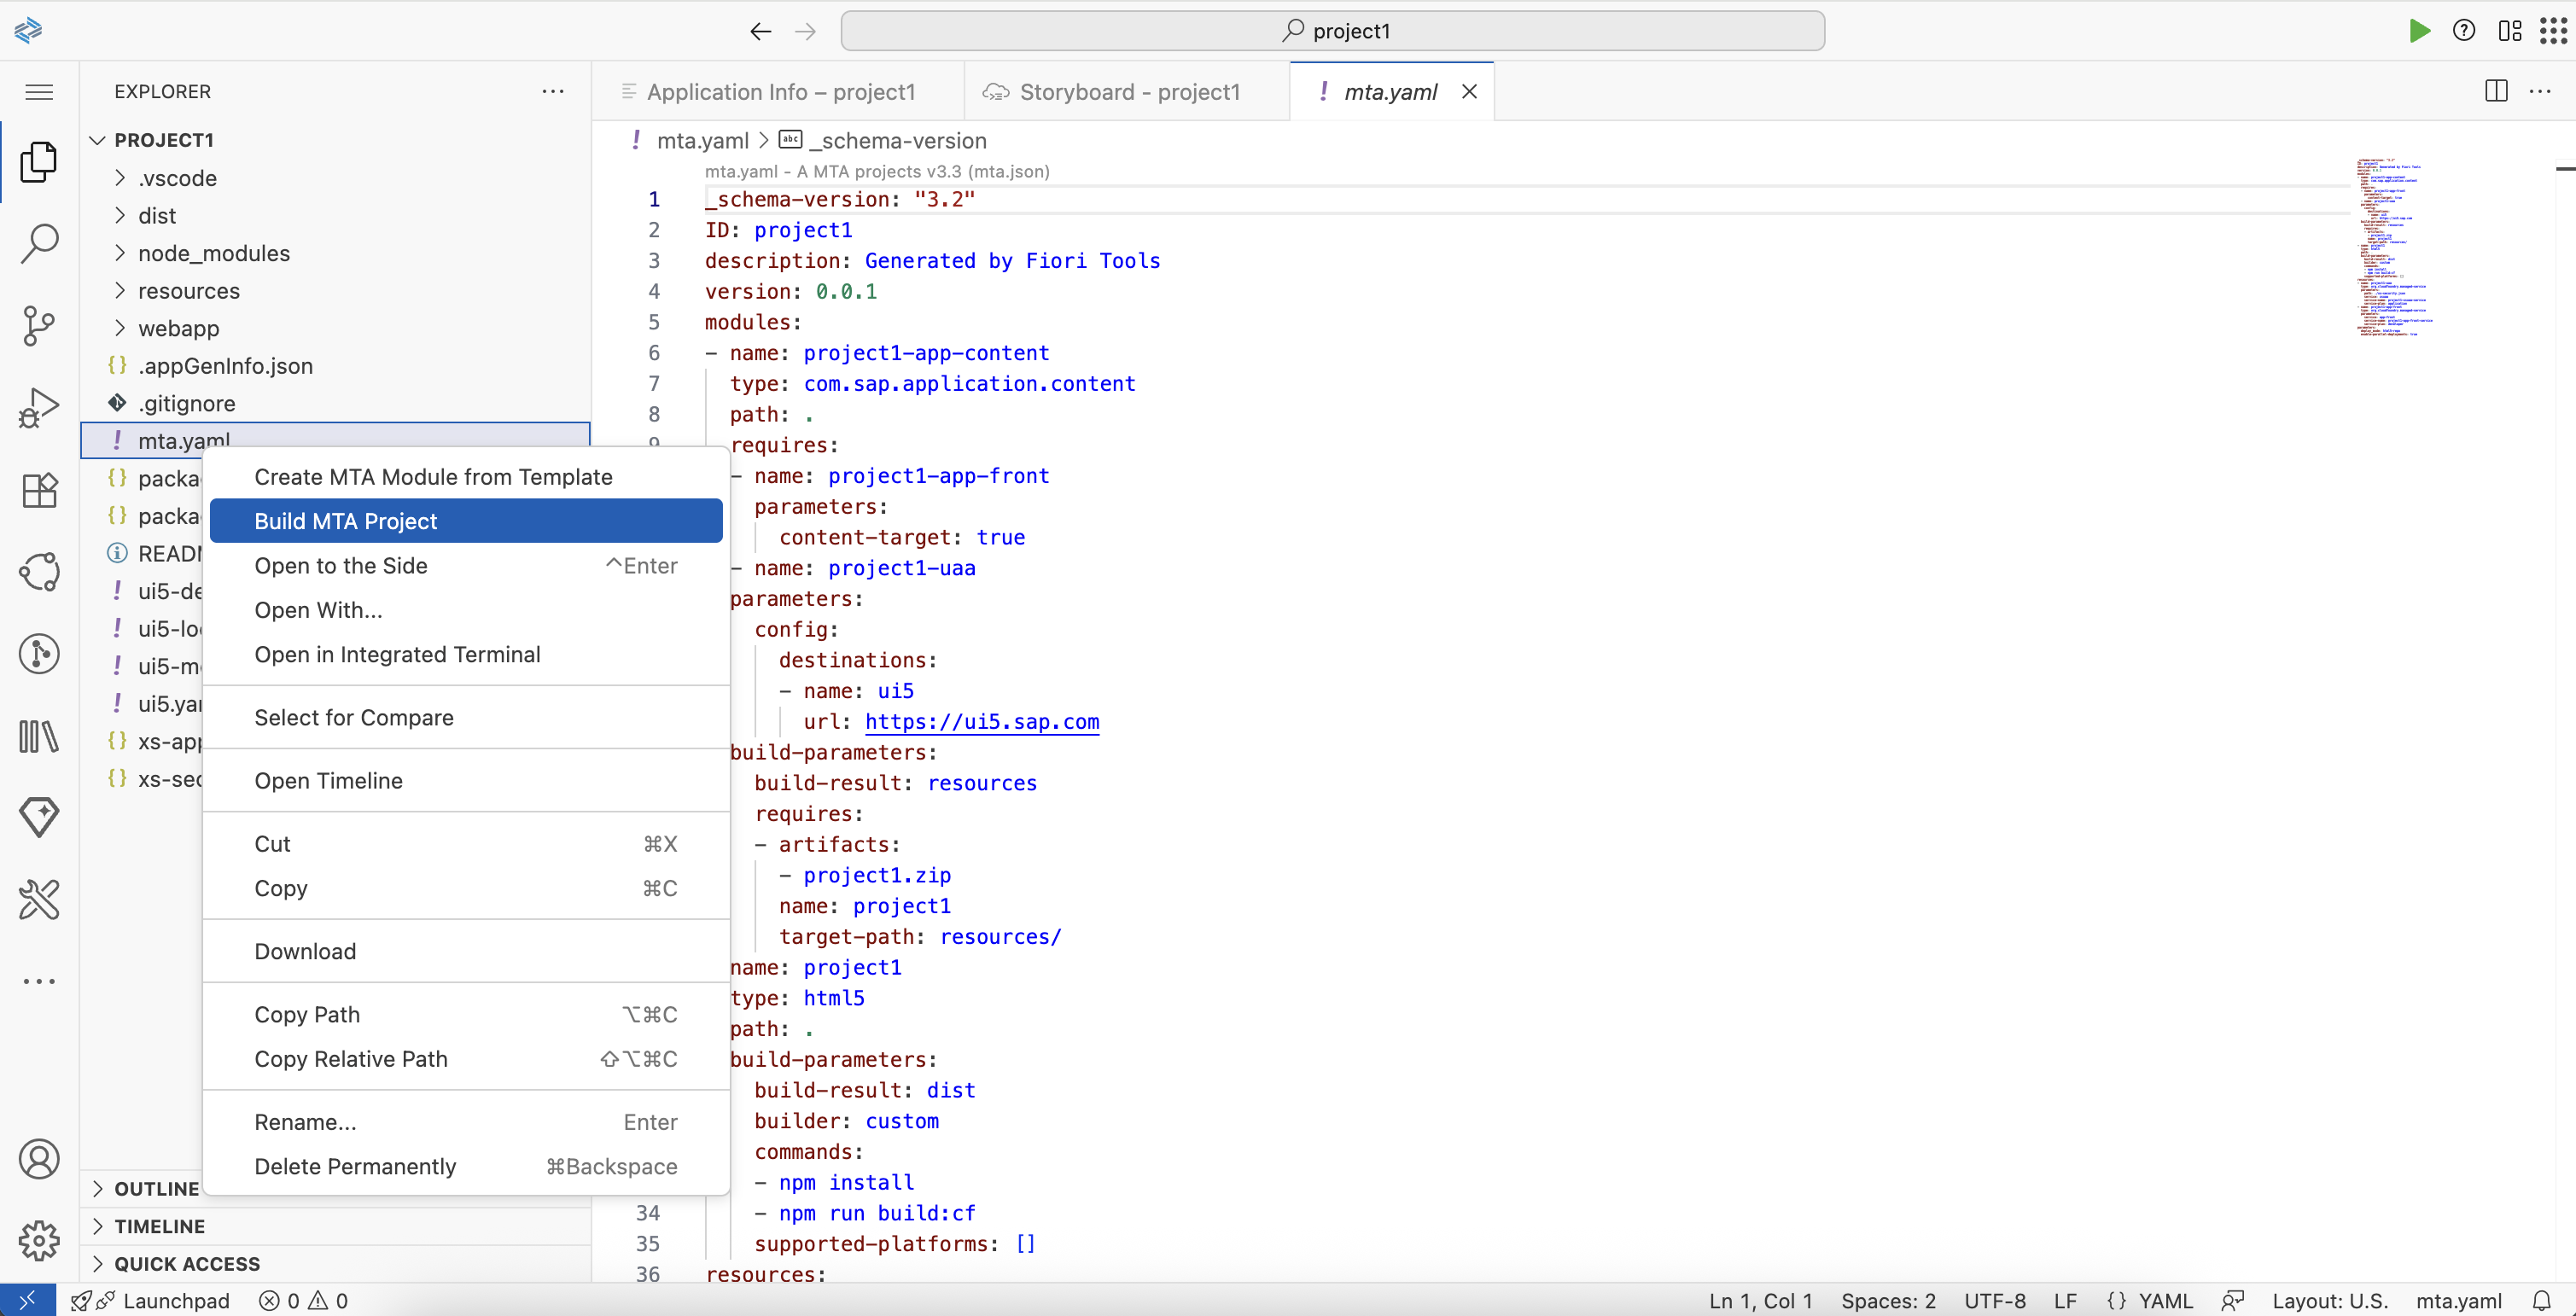 project1
EXPLORER
Application Info – project1
Storyboard - project1
mta.yaml
PROJECT1
.vscode
dist
node_modules
resources
webapp
.appGenInfo.json
.gitignore
mta.yaml
packa
packa
READ
ui5-de
ui5-lo
ui5-m
ui5.ya
xs-app
xs-sec
OUTLINE
TIMELINE
QUICK ACCESS
Create MTA Module from Template
Build MTA Project
Open to the Side ^Enter
Open With...
Open in Integrated Terminal
Select for Compare
Open Timeline
Cut ⌘X
Copy ⌘C
Download
Copy Path ⌥⌘C
Copy Relative Path ⇧⌥⌘C
Rename... Enter
Delete Permanently ⌘Backspace
mta.yaml > abc _schema-version
mta.yaml - A MTA projects v3.3 (mta.json)
1 _schema-version: "3.2"
2 ID: project1
3 description: Generated by Fiori Tools
4 version: 0.0.1
5 modules:
6 - name: project1-app-content
7 type: com.sap.application.content
8 path: .
9 requires:
- name: project1-app-front
parameters:
content-target: true
- name: project1-uaa
parameters:
config:
destinations:
- name: ui5
url: https://ui5.sap.com
build-parameters:
build-result: resources
requires:
- artifacts:
- project1.zip
name: project1
target-path: resources/
name: project1
type: html5
path: .
build-parameters:
build-result: dist
builder: custom
commands:
- npm install
34 - npm run build:cf
35 supported-platforms: []
36 resources:
Launchpad 0 0
Ln 1, Col 1 Spaces: 2 UTF-8 LF {} YAML Layout: U.S. mta.yaml